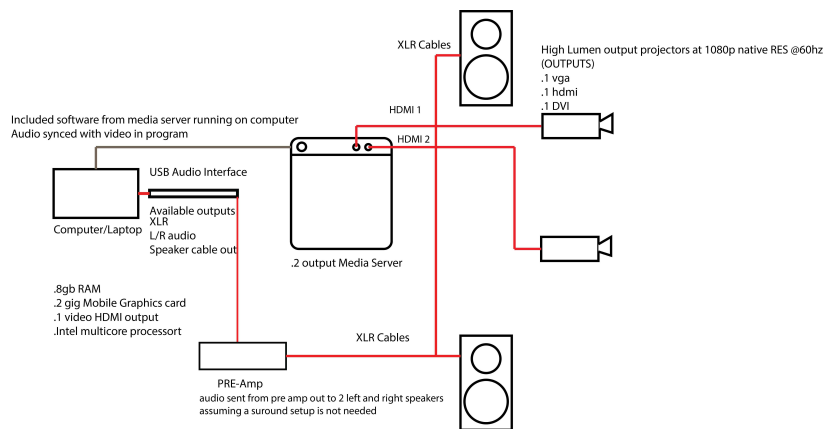 XLR Cables
High Lumen output projectors at 1080p native RES @60hz
(OUTPUTS)
.1 vga
.1 hdmi
.1 DVI
HDMI 1
Included software from media server running on computer
Audio synced with video in program
HDMI 2
USB Audio Interface
Available outputs
XLR
L/R audio
Speaker cable out
Computer/Laptop
.2 output Media Server
.8gb RAM
.2 gig Mobile Graphics card
.1 video HDMI output
.Intel multicore processort
XLR Cables
PRE-Amp
audio sent from pre amp out to 2 left and right speakers
assuming a suround setup is not needed